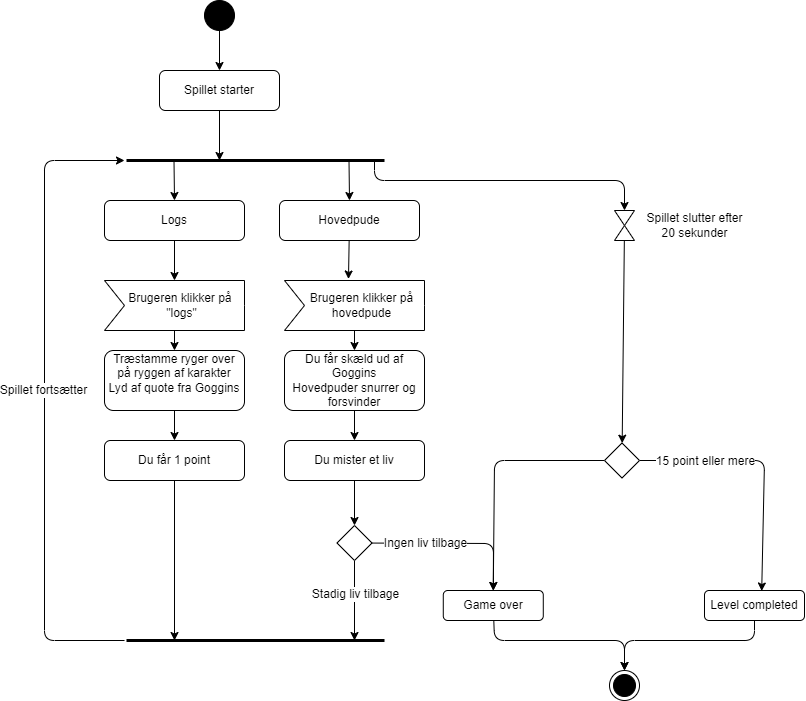 Spillet starter
Logs
Hovedpude
Spillet slutter efter
20 sekunder
Brugeren klikker på
"logs"
Brugeren klikker på
hovedpude
Træstamme ryger over
på ryggen af karakter
Lyd af quote fra Goggins
Du får skæld ud af
Goggins
Hovedpuder snurrer og
forsvinder
Spillet fortsætter
Du får 1 point
Du mister et liv
15 point eller mere
Ingen liv tilbage
Stadig liv tilbage
Game over
Level completed